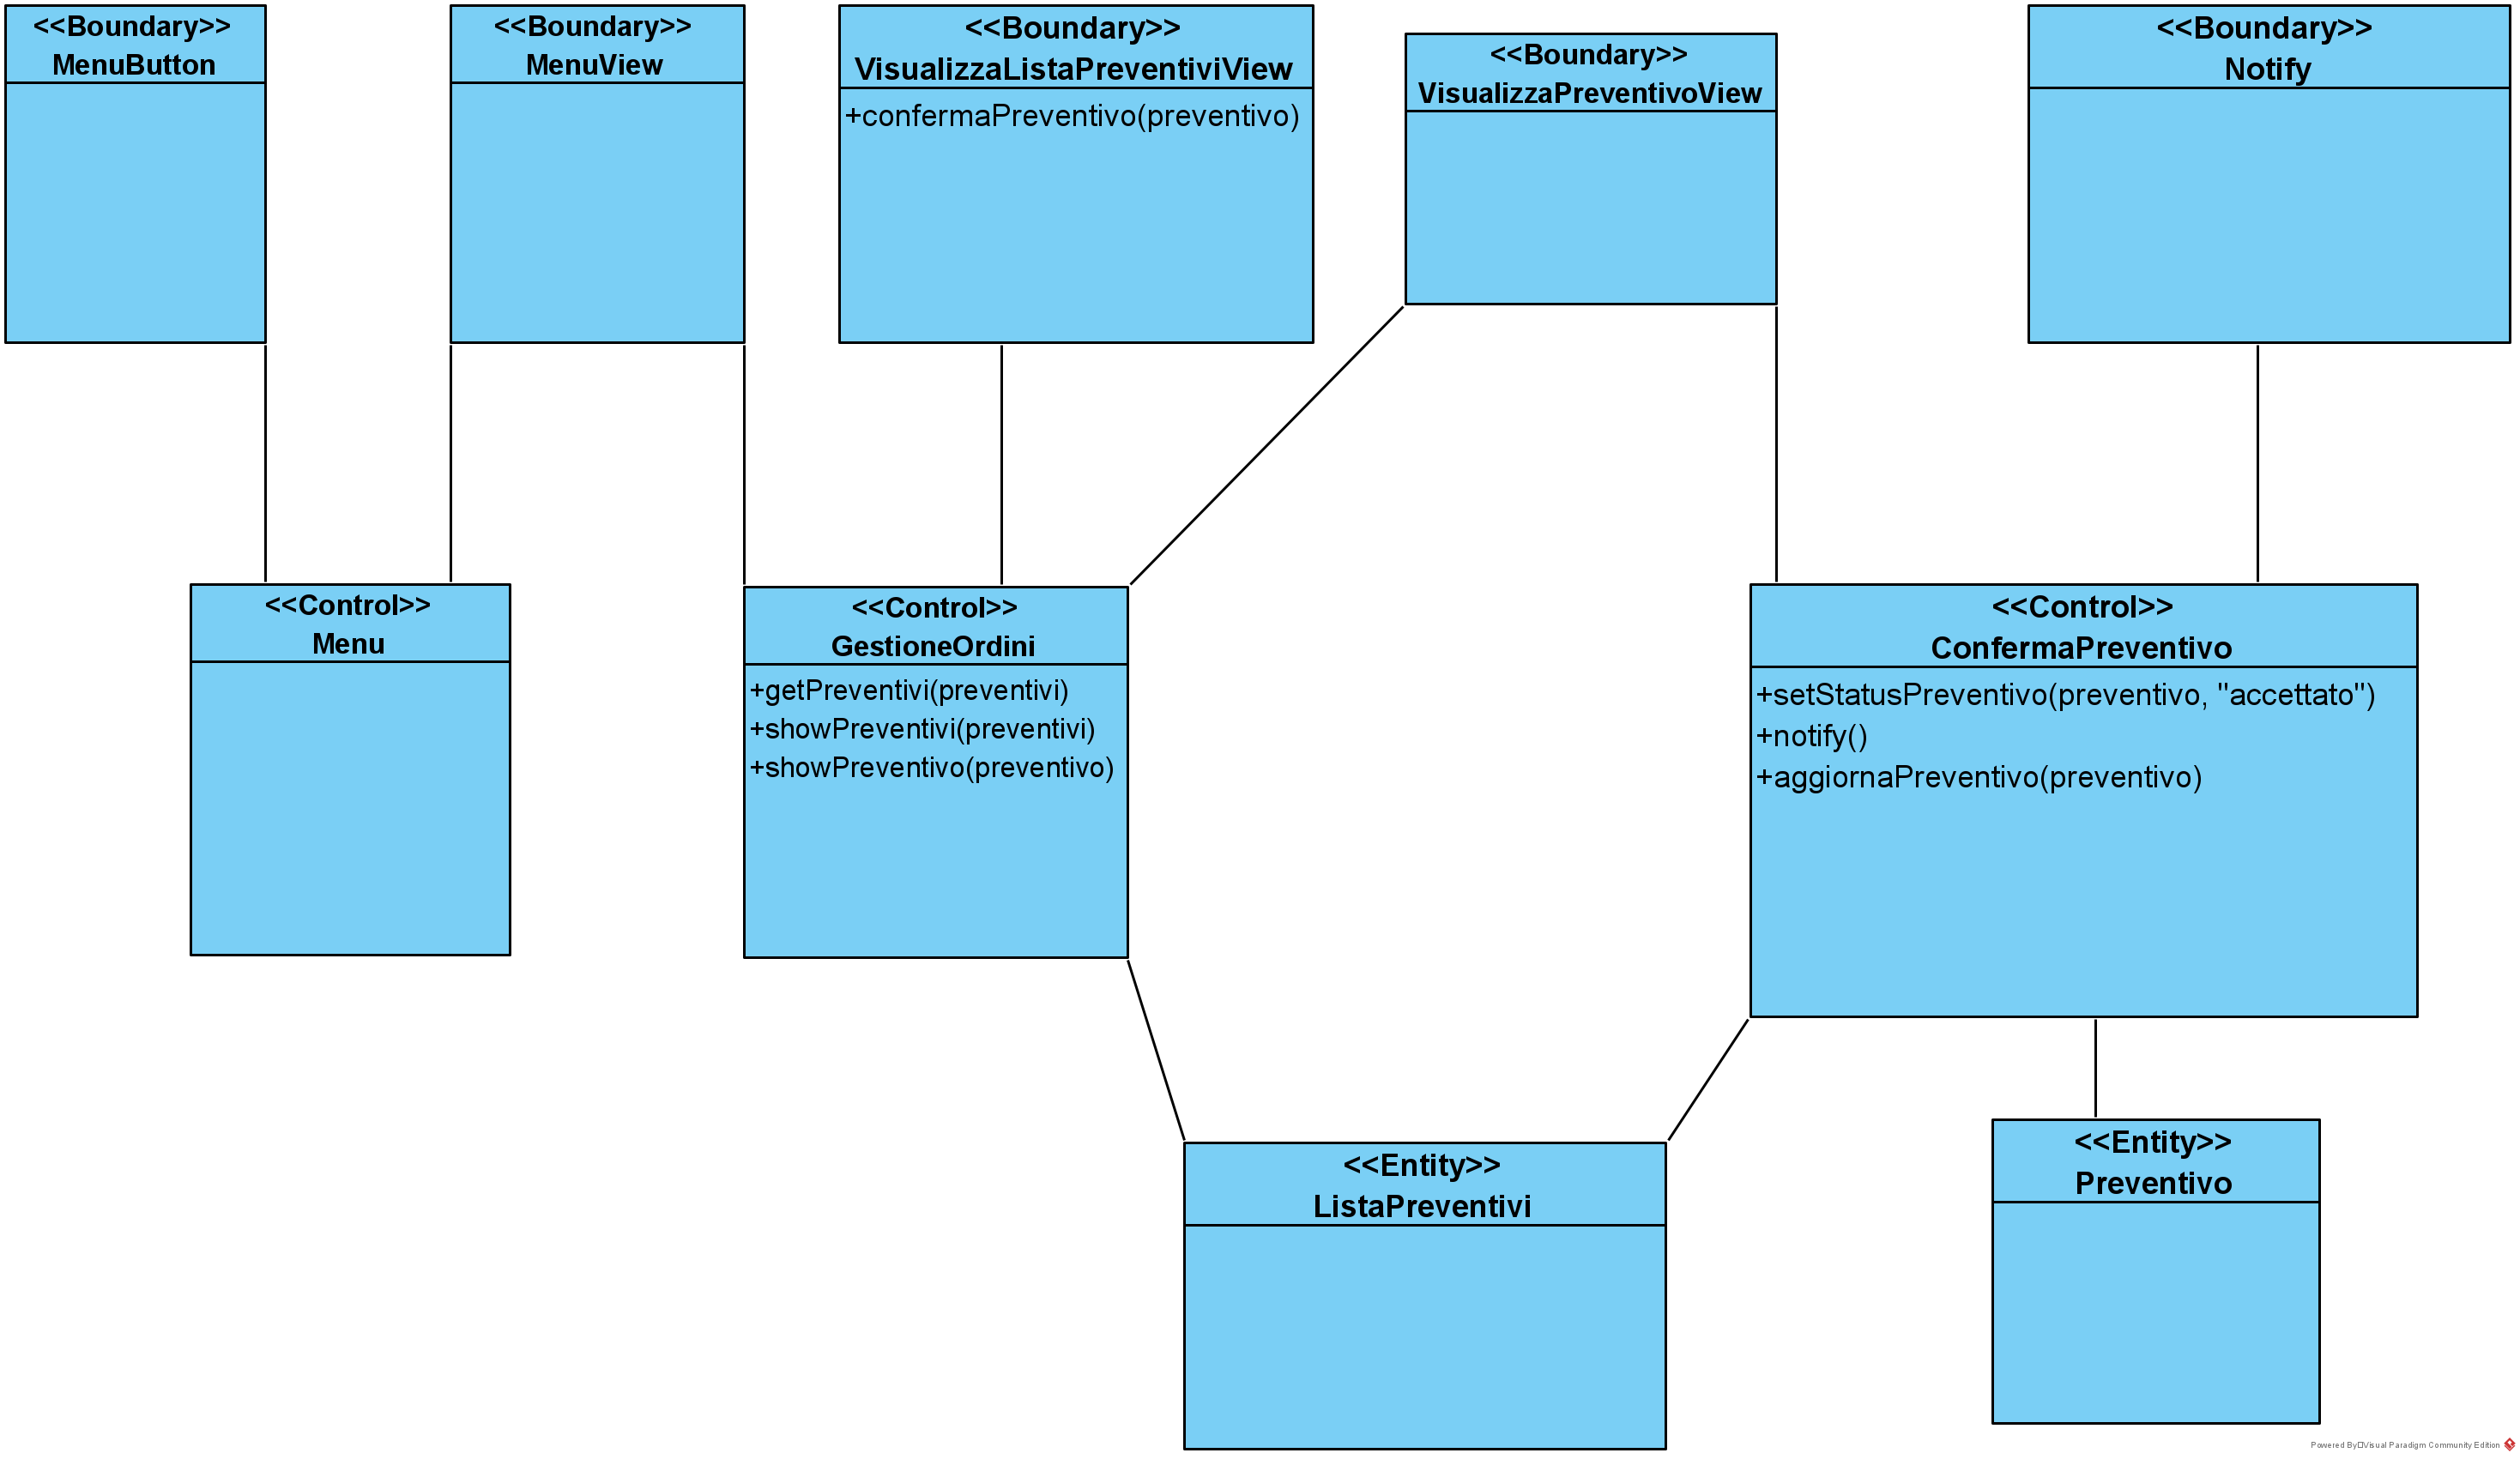 <<Boundary>>
MenuButton
<<Boundary>>
MenuView
<<Boundary>>
VisualizzaListaPreventiviView
+confermaPreventivo(preventivo)
<<Boundary>>
VisualizzaPreventivoView
<<Boundary>>
Notify
<<Control>>
Menu
<<Control>>
GestioneOrdini
+getPreventivi(preventivi)
+showPreventivi(preventivi)
+showPreventivo(preventivo)
<<Control>>
ConfermaPreventivo
+setStatusPreventivo(preventivo, "accettato")
+notify()
+aggiornaPreventivo(preventivo)
<<Entity>>
ListaPreventivi
<<Entity>>
Preventivo
Powered By Visual Paradigm Community Edition